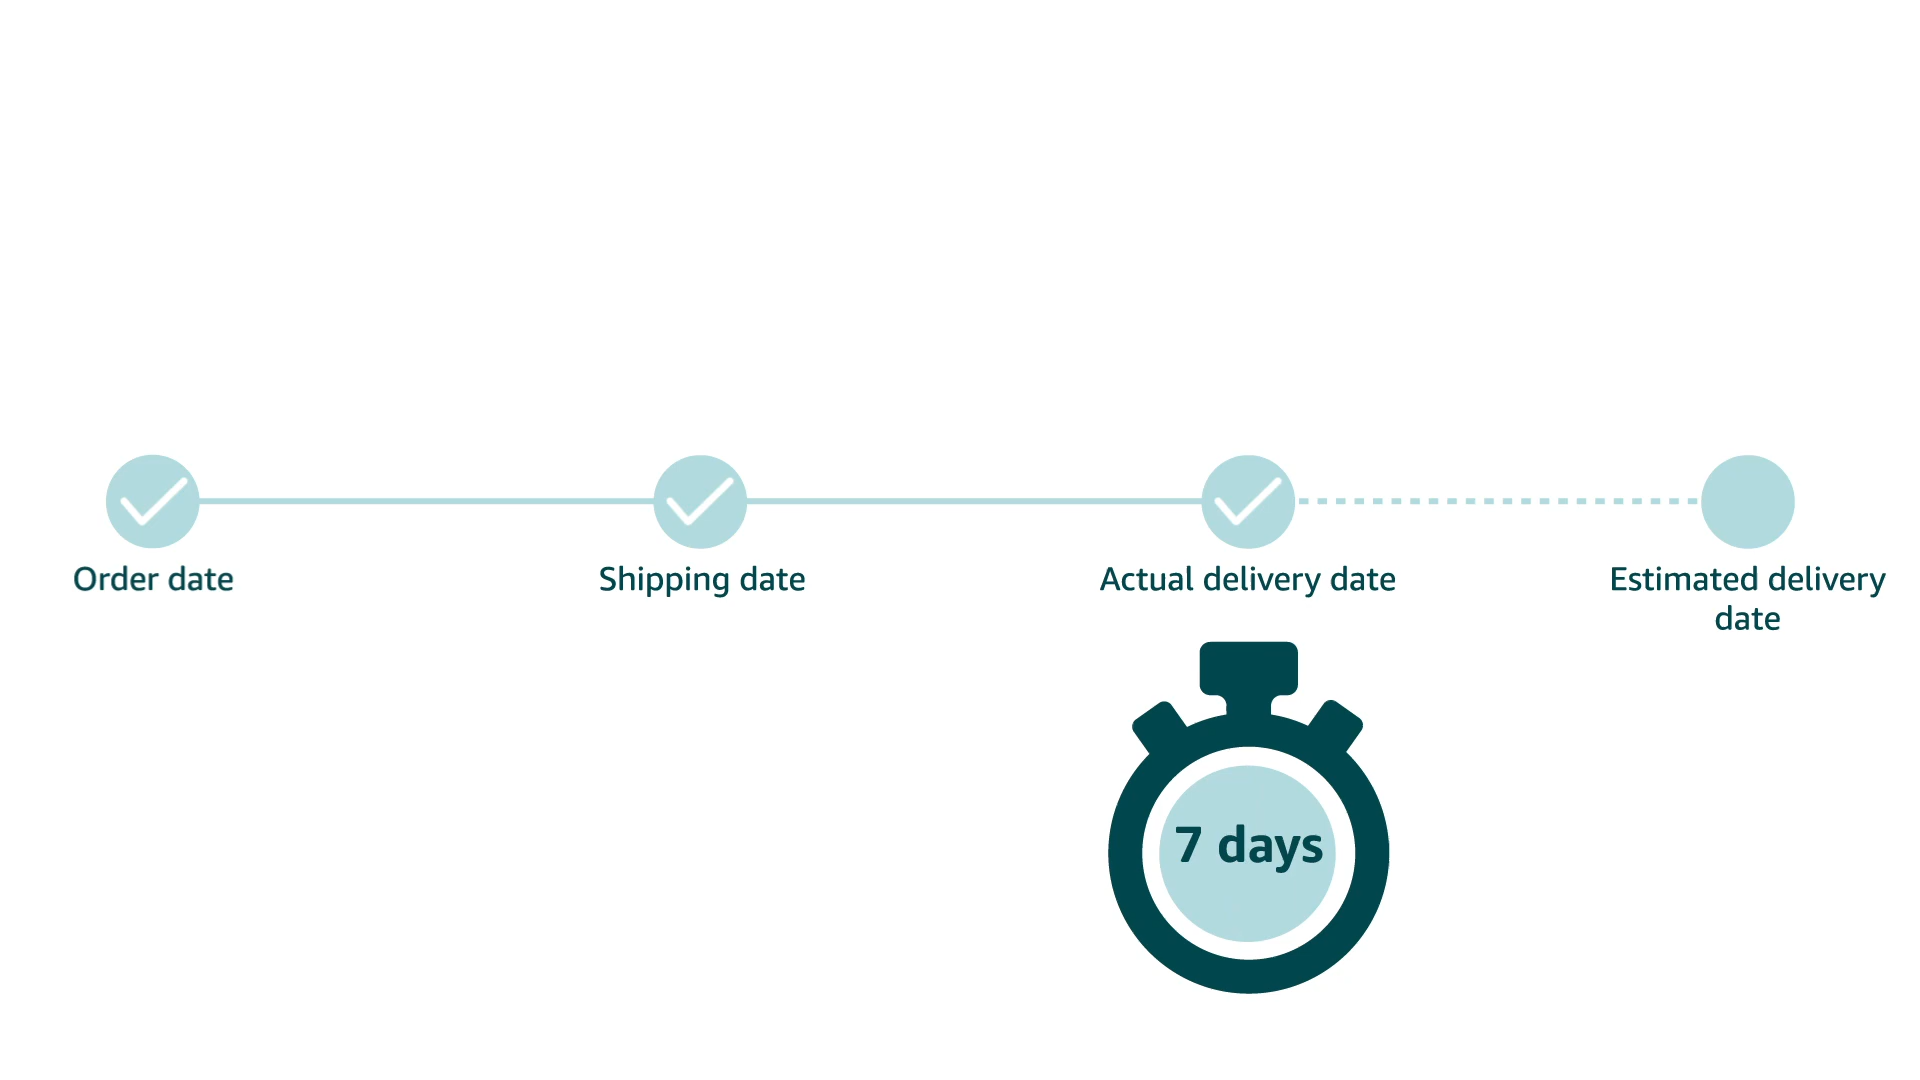 Order date
Shipping date
Actual delivery date
Estimated delivery
date
7 days